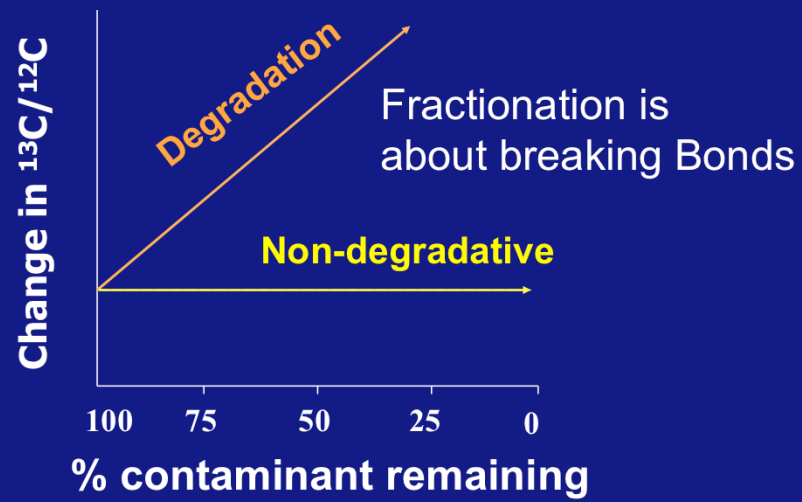 Change in ¹³C/¹²C
Degradation
Fractionation is
about breaking Bonds
Non-degradative
100 75 50 25 0
% contaminant remaining